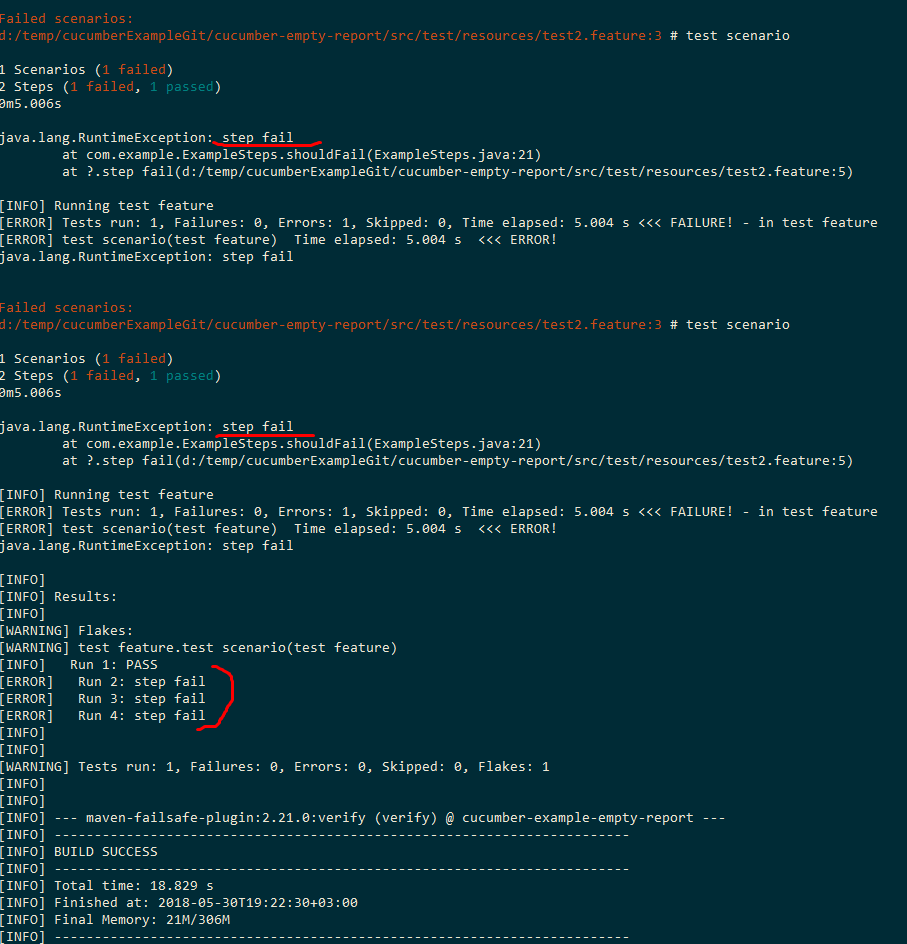 Failed scenarios:
d:/temp/cucumberExampleGit/cucumber-empty-report/src/test/resources/test2.feature:3 # test scenario
1 Scenarios (1 failed)
2 Steps (1 failed, 1 passed)
0m5.006s
java.lang.RuntimeException: step fail
at com.example.ExampleSteps.shouldFail(ExampleSteps.java:21)
at ?.step fail(d:/temp/cucumberExampleGit/cucumber-empty-report/src/test/resources/test2.feature:5)
[INFO] Running test feature
[ERROR] Tests run: 1, Failures: 0, Errors: 1, Skipped: 0, Time elapsed: 5.004 s <<< FAILURE! - in test feature
[ERROR] test scenario(test feature)  Time elapsed: 5.004 s  <<< ERROR!
java.lang.RuntimeException: step fail
Failed scenarios:
d:/temp/cucumberExampleGit/cucumber-empty-report/src/test/resources/test2.feature:3 # test scenario
1 Scenarios (1 failed)
2 Steps (1 failed, 1 passed)
0m5.006s
java.lang.RuntimeException: step fail
at com.example.ExampleSteps.shouldFail(ExampleSteps.java:21)
at ?.step fail(d:/temp/cucumberExampleGit/cucumber-empty-report/src/test/resources/test2.feature:5)
[INFO] Running test feature
[ERROR] Tests run: 1, Failures: 0, Errors: 1, Skipped: 0, Time elapsed: 5.004 s <<< FAILURE! - in test feature
[ERROR] test scenario(test feature)  Time elapsed: 5.004 s  <<< ERROR!
java.lang.RuntimeException: step fail
[INFO]
[INFO] Results:
[INFO]
[WARNING] Flakes:
[WARNING] test feature.test scenario(test feature)
[INFO]   Run 1: PASS
[ERROR]   Run 2: step fail
[ERROR]   Run 3: step fail
[ERROR]   Run 4: step fail
[INFO]
[INFO]
[WARNING] Tests run: 1, Failures: 0, Errors: 0, Skipped: 0, Flakes: 1
[INFO]
[INFO]
[INFO] --- maven-failsafe-plugin:2.21.0:verify (verify) @ cucumber-example-empty-report ---
[INFO] ------------------------------------------------------------------------
[INFO] BUILD SUCCESS
[INFO] ------------------------------------------------------------------------
[INFO] Total time: 18.829 s
[INFO] Finished at: 2018-05-30T19:22:30+03:00
[INFO] Final Memory: 21M/306M
[INFO] ------------------------------------------------------------------------